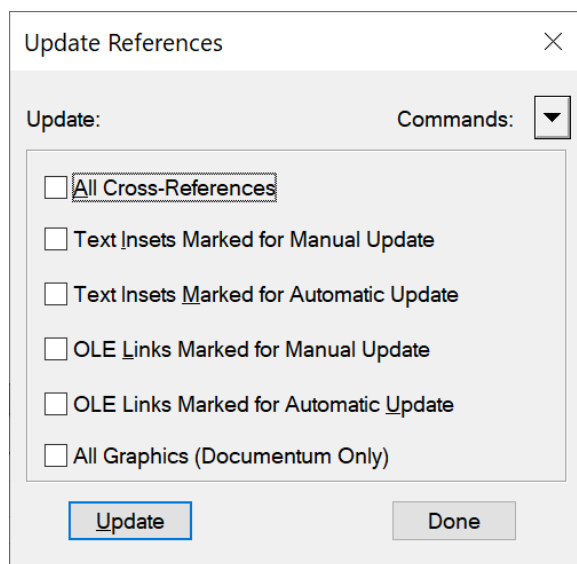 Update References
Update: Commands:
All Cross-References
Text Insets Marked for Manual Update
Text Insets Marked for Automatic Update
OLE Links Marked for Manual Update
OLE Links Marked for Automatic Update
All Graphics (Documentum Only)
Update Done